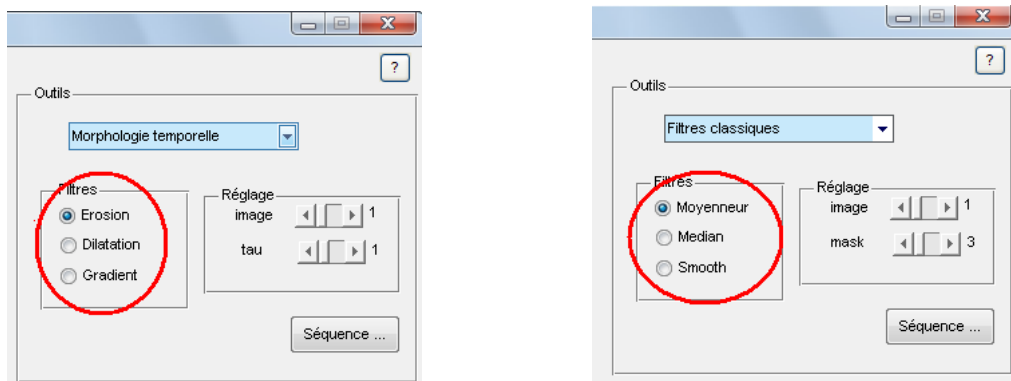 ?
Outils
Morphologie temporelle
Filtres
Réglage
Erosion
image 1
Dilatation
tau 1
Gradient
Séquence ...
?
Outils
Filtres classiques
Filtres
Réglage
Moyenneur
image 1
Median
mask 3
Smooth
Séquence ...